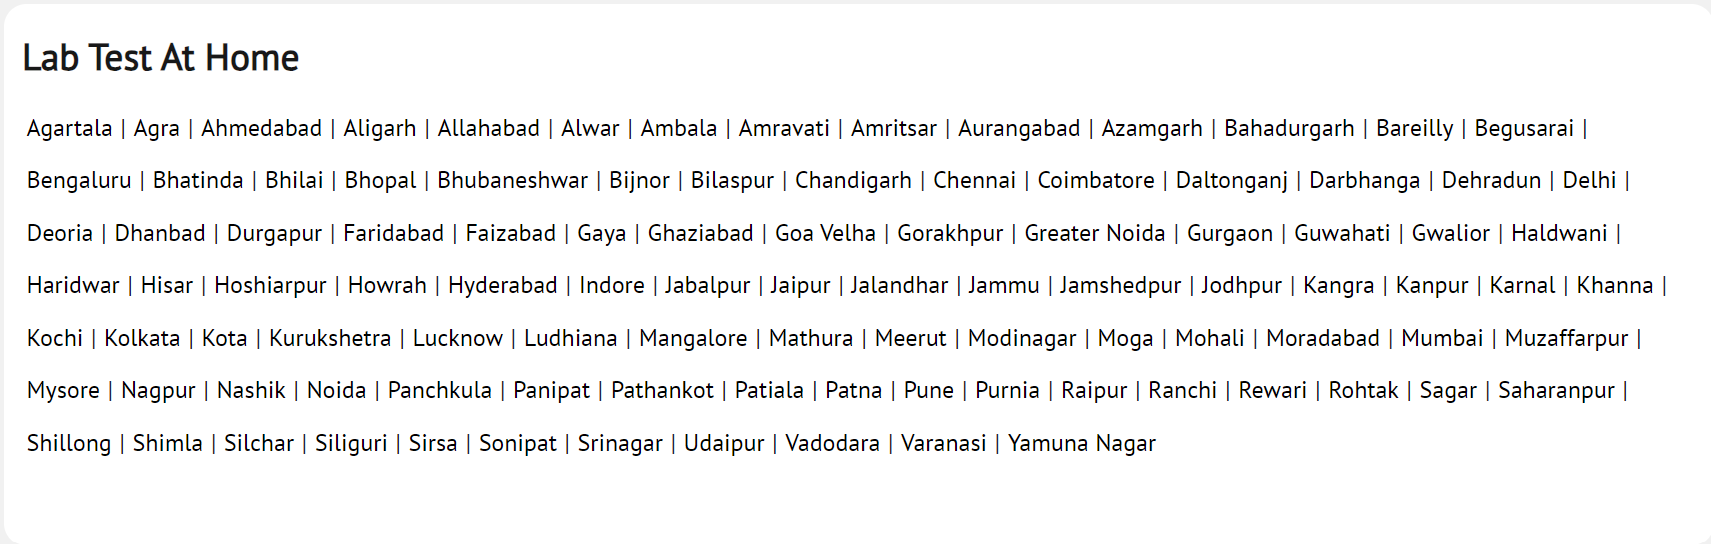 Lab Test At Home
Agartala | Agra | Ahmedabad | Aligarh | Allahabad | Alwar | Ambala | Amravati | Amritsar | Aurangabad | Azamgarh | Bahadurgarh | Bareilly | Begusarai |
Bengaluru | Bhatinda | Bhilai | Bhopal | Bhubaneshwar | Bijnor | Bilaspur | Chandigarh | Chennai | Coimbatore | Daltonganj | Darbhanga | Dehradun | Delhi |
Deoria | Dhanbad | Durgapur | Faridabad | Faizabad | Gaya | Ghaziabad | Goa Velha | Gorakhpur | Greater Noida | Gurgaon | Guwahati | Gwalior | Haldwani |
Haridwar | Hisar | Hoshiarpur | Howrah | Hyderabad | Indore | Jabalpur | Jaipur | Jalandhar | Jammu | Jamshedpur | Jodhpur | Kangra | Kanpur | Karnal | Khanna |
Kochi | Kolkata | Kota | Kurukshetra | Lucknow | Ludhiana | Mangalore | Mathura | Meerut | Modinagar | Moga | Mohali | Moradabad | Mumbai | Muzaffarpur |
Mysore | Nagpur | Nashik | Noida | Panchkula | Panipat | Pathankot | Patiala | Patna | Pune | Purnia | Raipur | Ranchi | Rewari | Rohtak | Sagar | Saharanpur |
Shillong | Shimla | Silchar | Siliguri | Sirsa | Sonipat | Srinagar | Udaipur | Vadodara | Varanasi | Yamuna Nagar